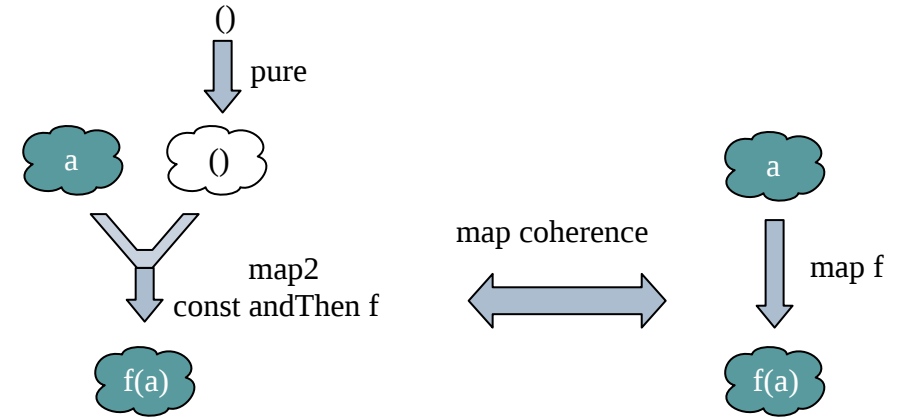 ()
pure
a
()
map2
const andThen f
f(a)
map coherence
a
map f
f(a)